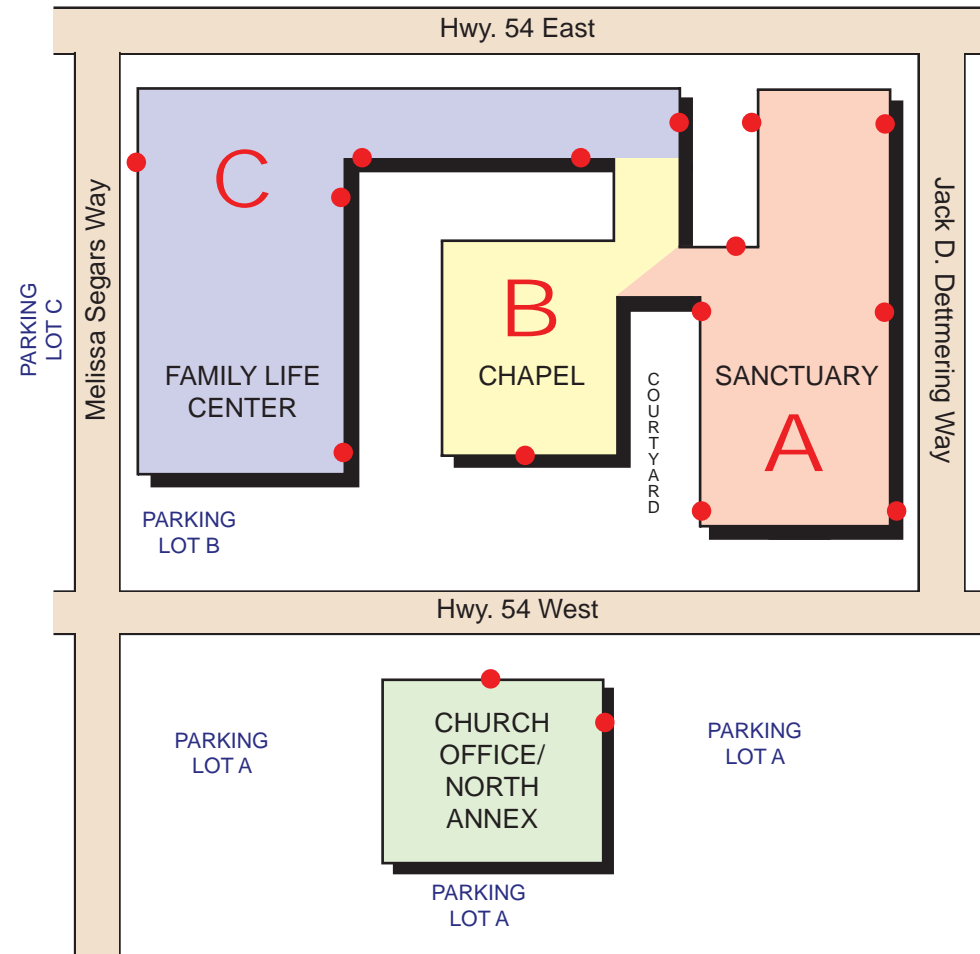 Hwy. 54 East
Melissa Segars Way
Jack D. Dettmering Way
PARKING
LOT C
C
FAMILY LIFE
CENTER
B
CHAPEL
COURTYARD
SANCTUARY
A
PARKING
LOT B
Hwy. 54 West
CHURCH
OFFICE/
NORTH
ANNEX
PARKING
LOT A
PARKING
LOT A
PARKING
LOT A